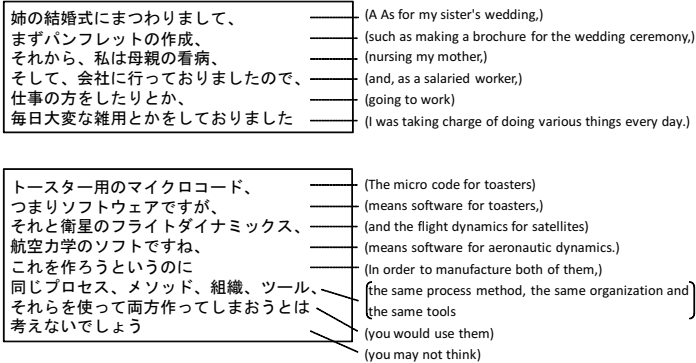 姉の結婚式にまつわりまして、
(A As for my sister's wedding,)
まずパンフレットの作成、
(such as making a brochure for the wedding ceremony,)
それから、私は母親の看病、
(nursing my mother,)
そして、会社に行っておりましたので、
(and, as a salaried worker,)
仕事の方をしたりとか、
(going to work)
毎日大変な雑用とかをしておりました
(I was taking charge of doing various things every day.)
トースター用のマイクロコード、
(The micro code for toasters)
つまりソフトウェアですが、
(means software for toasters,)
それと衛星のフライトダイナミックス、
(and the flight dynamics for satellites)
航空力学のソフトですね、
(means software for aeronautic dynamics.)
これを作ろうというのに
(In order to manufacture both of them,)
同じプロセス、メソッド、組織、ツール、
the same process method, the same organization and
the same tools
それらを使って両方作ってしまおうとは
(you would use them)
考えないでしょう
(you may not think)